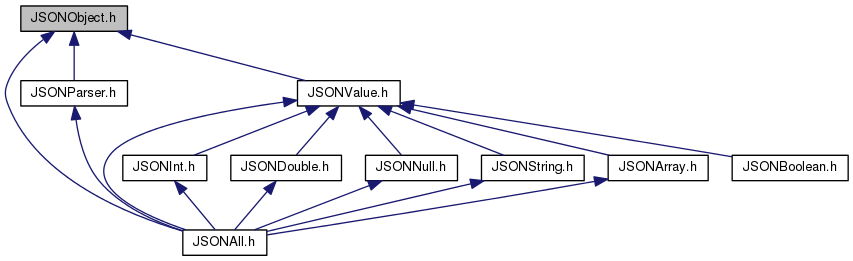 JSONObject.h
JSONParser.h
JSONValue.h
JSONInt.h
JSONDouble.h
JSONNull.h
JSONString.h
JSONArray.h
JSONBoolean.h
JSONAll.h